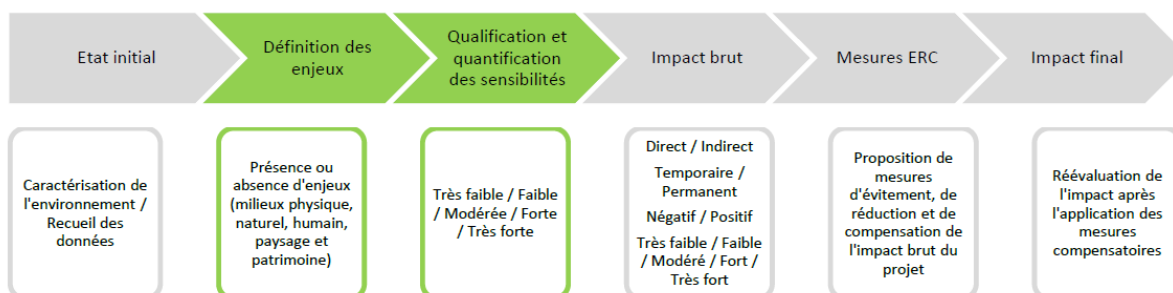 Etat initial
Définition des
enjeux
Qualification et
quantification
des sensibilités
Impact brut
Mesures ERC
Impact final
Caractérisation de
l'environnement /
Recueil des
données
Présence ou
absence d'enjeux
(milieux physique,
naturel, humain,
paysage et
patrimoine)
Très faible / Faible
/ Modérée / Forte
/ Très forte
Direct / Indirect
Temporaire /
Permanent
Négatif / Positif
Très faible / Faible
/ Modéré / Fort /
Très fort
Proposition de
mesures
d'évitement, de
réduction et de
compensation de
l'impact brut du
projet
Réévaluation de
l'impact après
l'application des
mesures
compensatoires